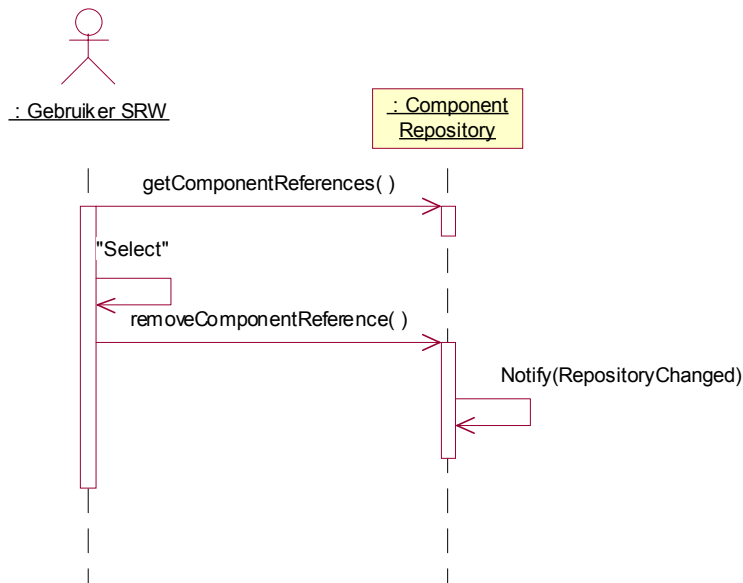 : Gebruiker SRW
: Component
Repository
getComponentReferences( )
"Select"
removeComponentReference( )
Notify(RepositoryChanged)